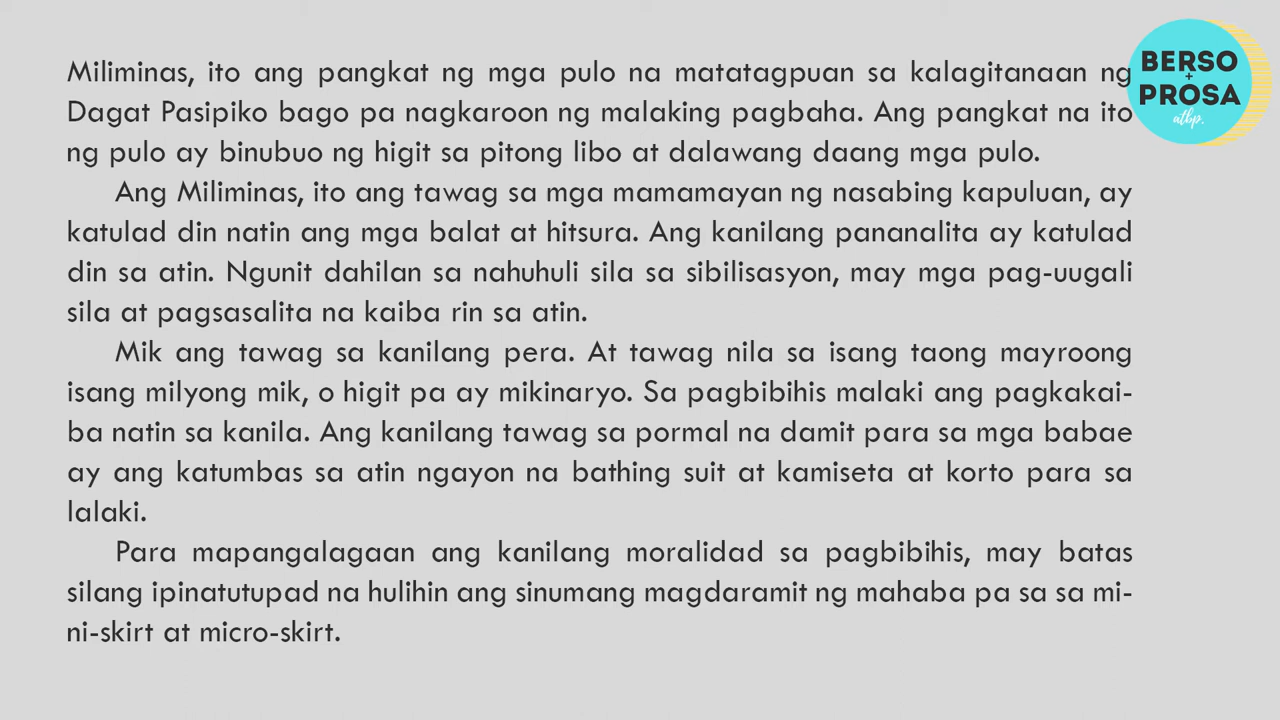 Miliminas, ito ang pangkat ng mga pulo na matatagpuan sa kalagitanaan ng
Dagat Pasipiko bago pa nagkaroon ng malaking pagbaha. Ang pangkat na ito
ng pulo ay binubuo ng higit sa pitong libo at dalawang daang mga pulo.
Ang Miliminas, ito ang tawag sa mga mamamayan ng nasabing kapuluan, ay
katulad din natin ang mga balat at hitsura. Ang kanilang pananalita ay katulad
din sa atin. Ngunit dahilan sa nahuhuli sila sa sibilisasyon, may mga pag-uugali
sila at pagsasalita na kaiba rin sa atin.
Mik ang tawag sa kanilang pera. At tawag nila sa isang taong mayroong
isang milyong mik, o higit pa ay mikinaryo. Sa pagbibihis malaki ang pagkakai-
ba natin sa kanila. Ang kanilang tawag sa pormal na damit para sa mga babae
ay ang katumbas sa atin ngayon na bathing suit at kamiseta at korto para sa
lalaki.
Para mapangalagaan ang kanilang moralidad sa pagbibihis, may batas
silang ipinatutupad na hulihin ang sinumang magdaramit ng mahaba pa sa sa mi-
ni-skirt at micro-skirt.
BERSO
+
PROSA
atbp.